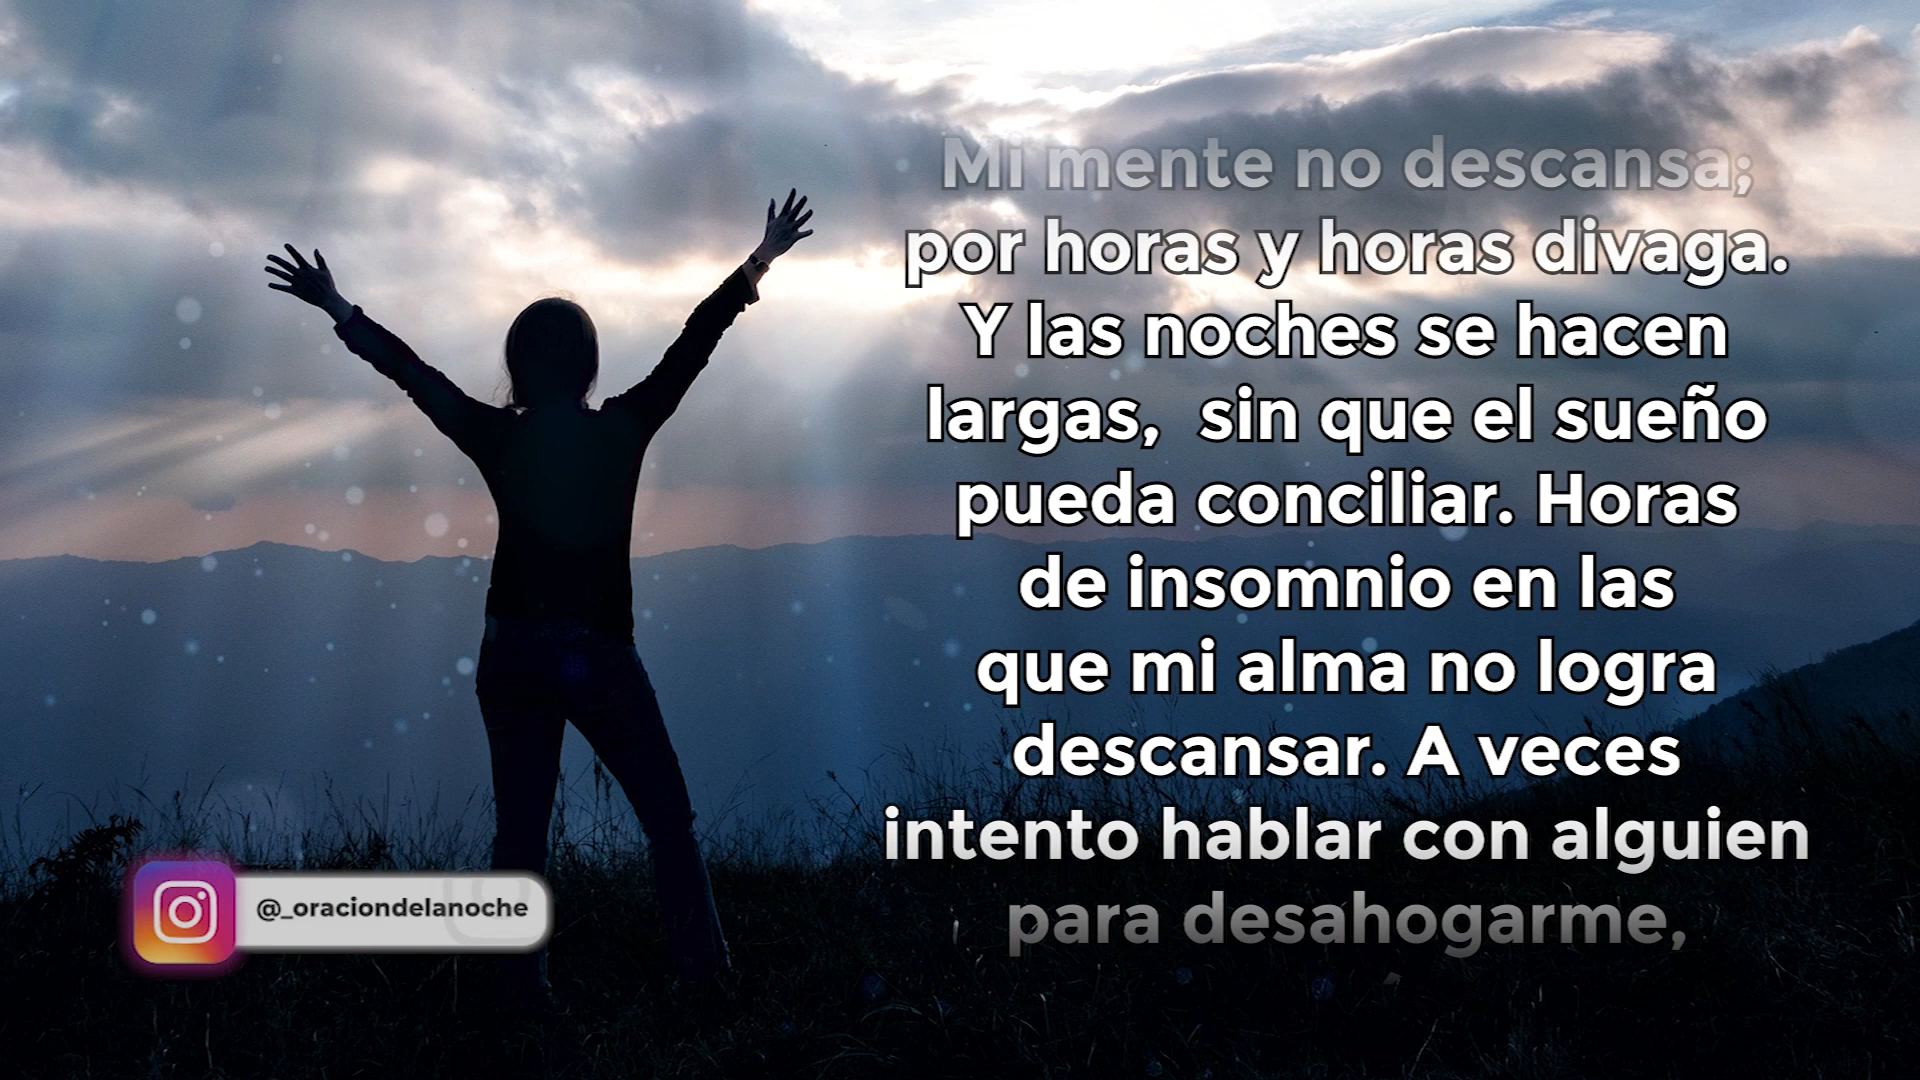 Mi mente no descansa;
por horas y horas divaga.
Y las noches se hacen
largas,  sin que el sueño
pueda conciliar. Horas
de insomnio en las
que mi alma no logra
descansar. A veces
intento hablar con alguien
para desahogarme,
@_oraciondelanoche